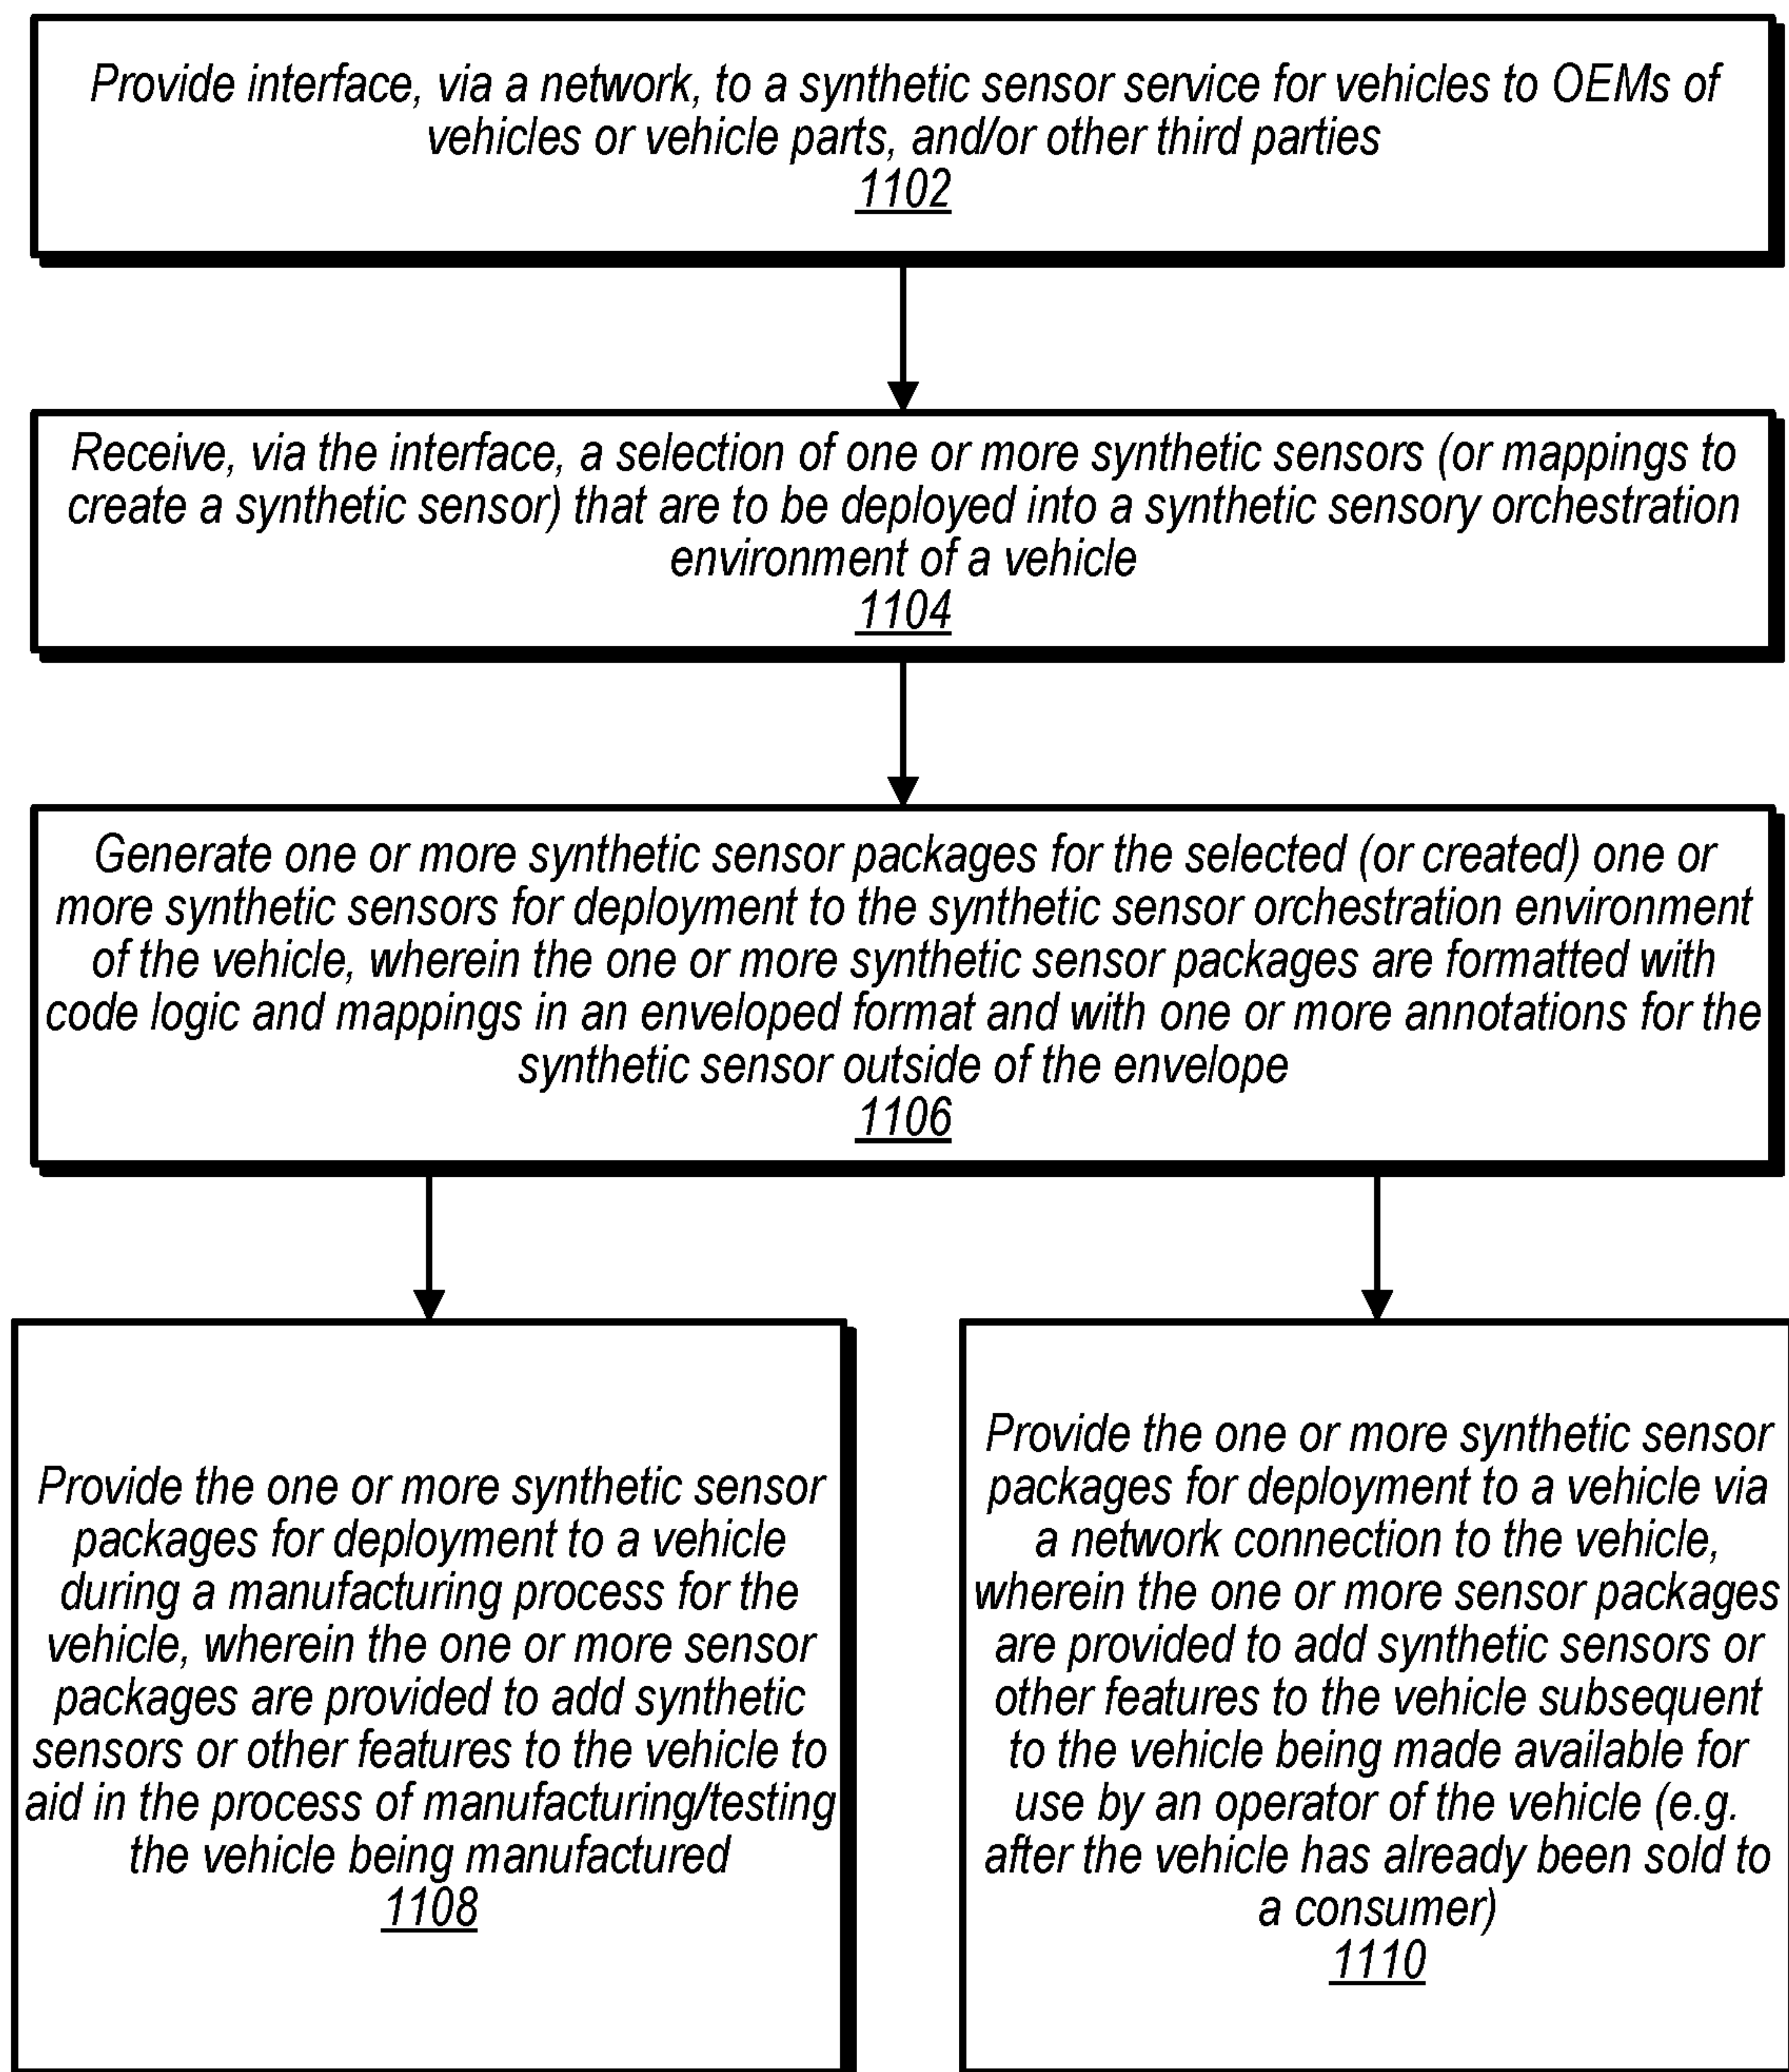 Provide interface, via a network, to a synthetic sensor service for vehicles to OEMs of
vehicles or vehicle parts, and/or other third parties
1102
Receive, via the interface, a selection of one or more synthetic sensors (or mappings to
create a synthetic sensor) that are to be deployed into a synthetic sensory orchestration
environment of a vehicle
1104
Generate one or more synthetic sensor packages for the selected (or created) one or
more synthetic sensors for deployment to the synthetic sensor orchestration environment
of the vehicle, wherein the one or more synthetic sensor packages are formatted with
code logic and mappings in an enveloped format and with one or more annotations for the
synthetic sensor outside of the envelope
1106
Provide the one or more synthetic sensor
packages for deployment to a vehicle
during a manufacturing process for the
vehicle, wherein the one or more sensor
packages are provided to add synthetic
sensors or other features to the vehicle to
aid in the process of manufacturing/testing
the vehicle being manufactured
1108
Provide the one or more synthetic sensor
packages for deployment to a vehicle via
a network connection to the vehicle,
wherein the one or more sensor packages
are provided to add synthetic sensors or
other features to the vehicle subsequent
to the vehicle being made available for
use by an operator of the vehicle (e.g.
after the vehicle has already been sold to
a consumer)
1110